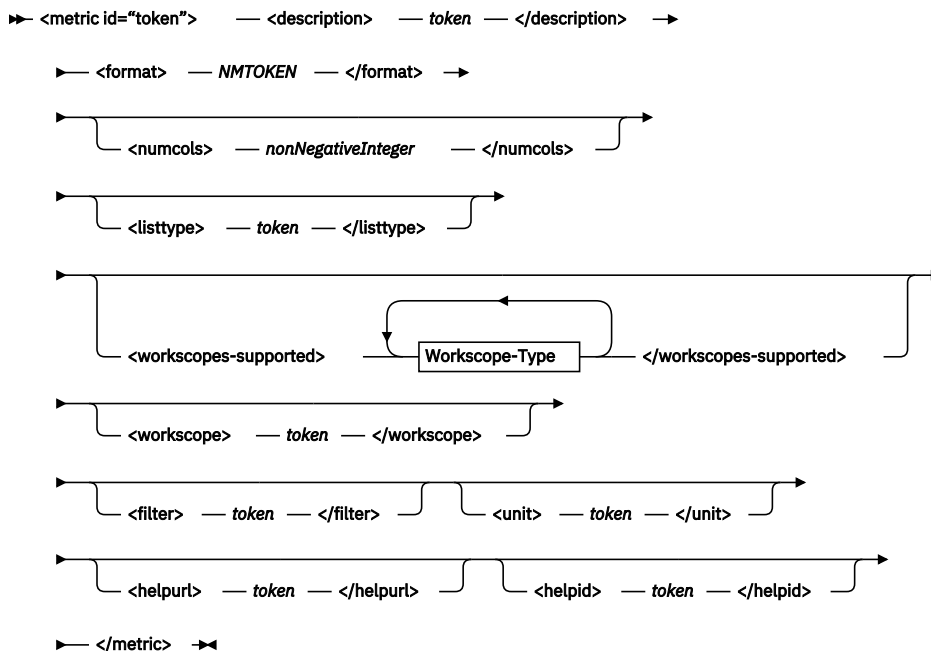 <metric id=“token”> <description> token </description>
<format> NMTOKEN </format>
<numcols> nonNegativeInteger </numcols>
<listtype> token </listtype>
<workscopes-supported> Workscope-Type </workscopes-supported>
<workscope> token </workscope>
<filter> token </filter> <unit> token </unit>
<helpurl> token </helpurl> <helpid> token </helpid>
</metric>